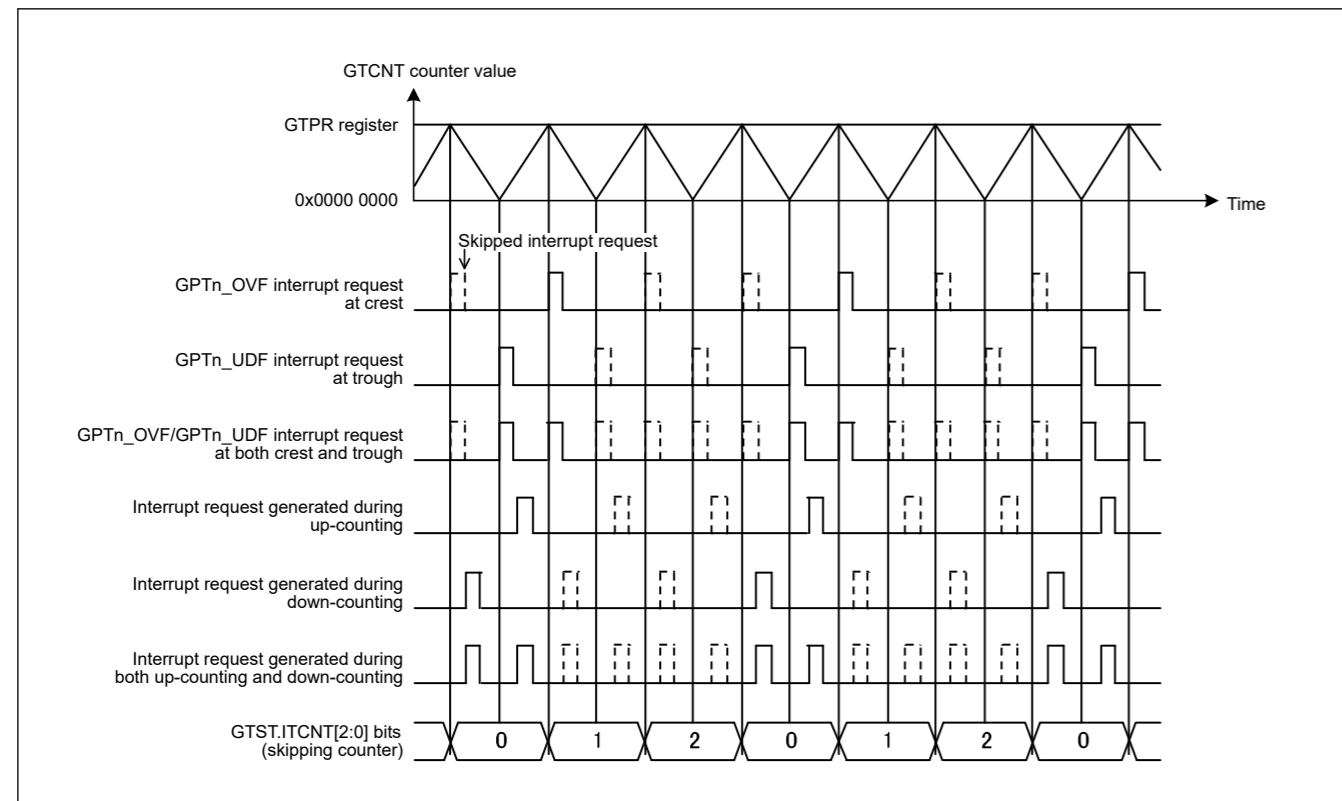 GTCNT counter value
GTPR register
0x0000 0000
Time
Skipped interrupt request
GPTn_OVF interrupt request
at crest
GPTn_UDF interrupt request
at trough
GPTn_OVF/GPTn_UDF interrupt request
at both crest and trough
Interrupt request generated during
up-counting
Interrupt request generated during
down-counting
Interrupt request generated during
both up-counting and down-counting
GTST.ITCNT[2:0] bits
(skipping counter)
0 1 2 0 1 2 0